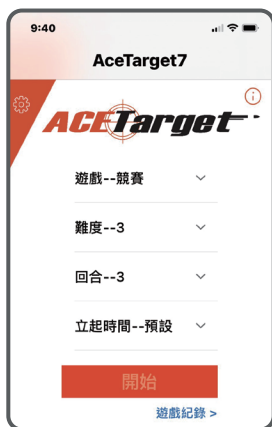 9:40
AceTarget7
ACETarget
遊戲--競賽
難度--3
回合--3
立起時間--預設
開始
遊戲紀錄 >